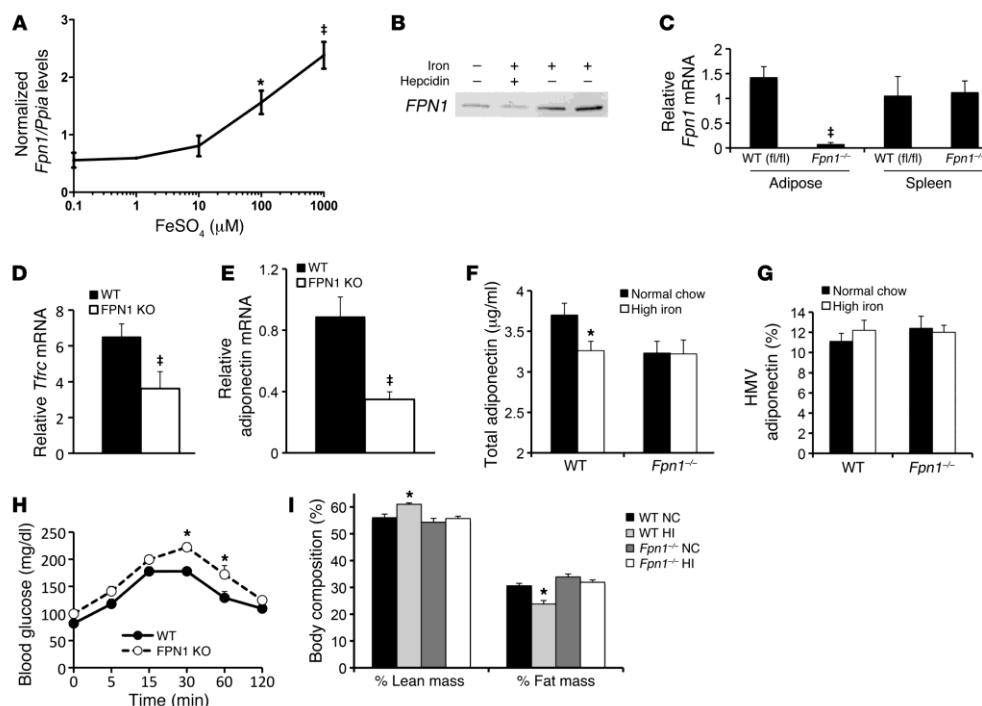 A
Normalized
Fpn1/Ppia levels
3
2
1
0
0.1 1 10 100 1000
* ‡
FeSO4 (μM)
B
Iron – + + +
Hepcidin – +
FPN1
C
Relative
Fpn1 mRNA
2
1.5
1
0.5
0
‡
WT (fl/fl) Fpn1–/– WT (fl/fl) Fpn1–/–
Adipose Spleen
D
WT
FPN1 KO
Relative Tfrc mRNA
8
6
4
2
0
‡
E
WT
FPN1 KO
Relative
adiponectin mRNA
1.2
0.8
0.4
0
‡
F
Normal chow
High iron
Total adiponectin (μg/ml)
4
3.5
3
2.5
2
*
WT Fpn1–/–
G
Normal chow
High iron
HMV
adiponectin (%)
16
14
12
10
8
6
4
2
0
WT Fpn1–/–
H
Blood glucose (mg/dl)
250
200
150
100
50
0
* *
WT
FPN1 KO
0 5 15 30 60 120
Time (min)
I
Body composition (%)
60
50
40
30
20
10
0
* *
% Lean mass % Fat mass
WT NC
WT HI
Fpn1–/– NC
Fpn1–/– HI